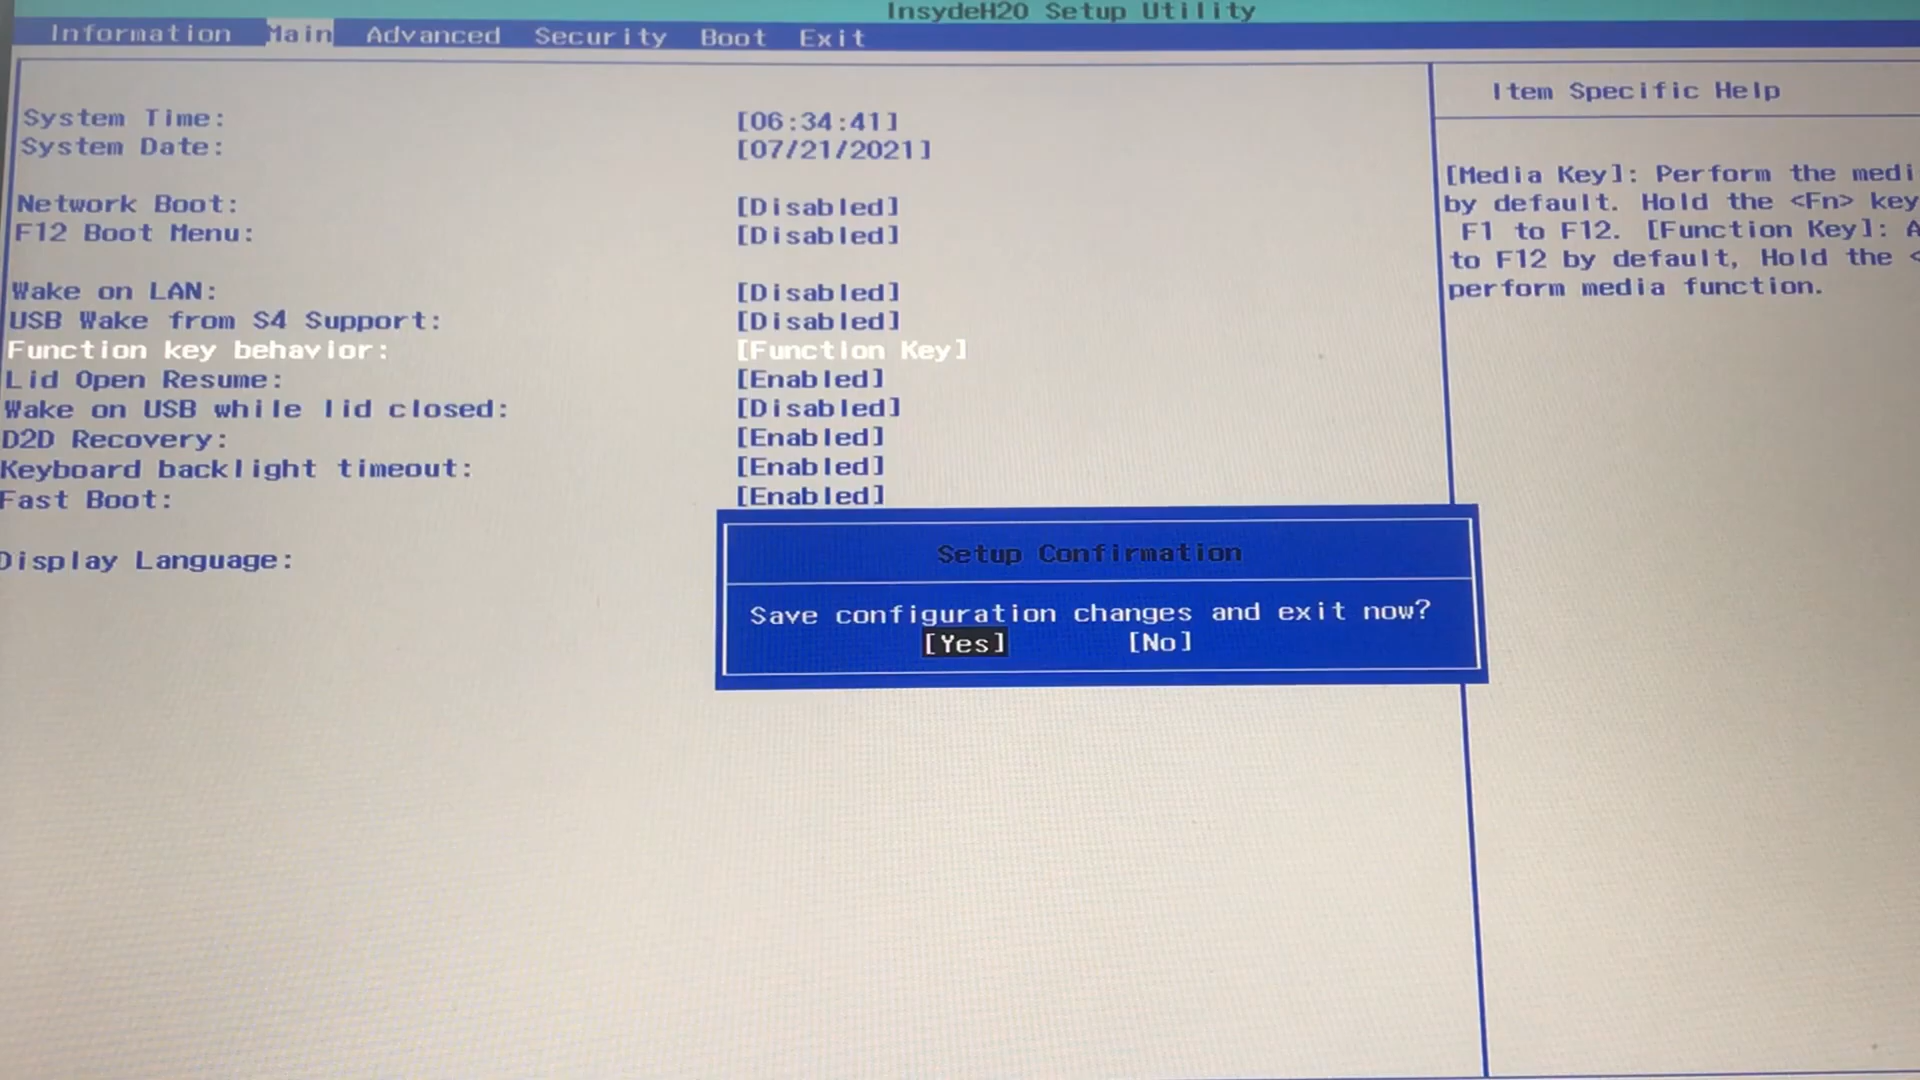 InsydeH20 Setup Utility
Information Main Advanced Security Boot Exit
System Time: [06:34:41]
System Date: [07/21/2021]
Network Boot: [Disabled]
F12 Boot Menu: [Disabled]
Wake on LAN: [Disabled]
USB Wake from S4 Support: [Disabled]
Function key behavior: [Function Key]
Lid Open Resume: [Enabled]
Wake on USB while lid closed: [Disabled]
D2D Recovery: [Enabled]
Keyboard backlight timeout: [Enabled]
Fast Boot: [Enabled]
Display Language:
Item Specific Help
[Media Key]: Perform the medi
by default. Hold the <Fn> key
F1 to F12. [Function Key]: A
to F12 by default, Hold the <
perform media function.
Setup Confirmation
Save configuration changes and exit now?
[Yes] [No]